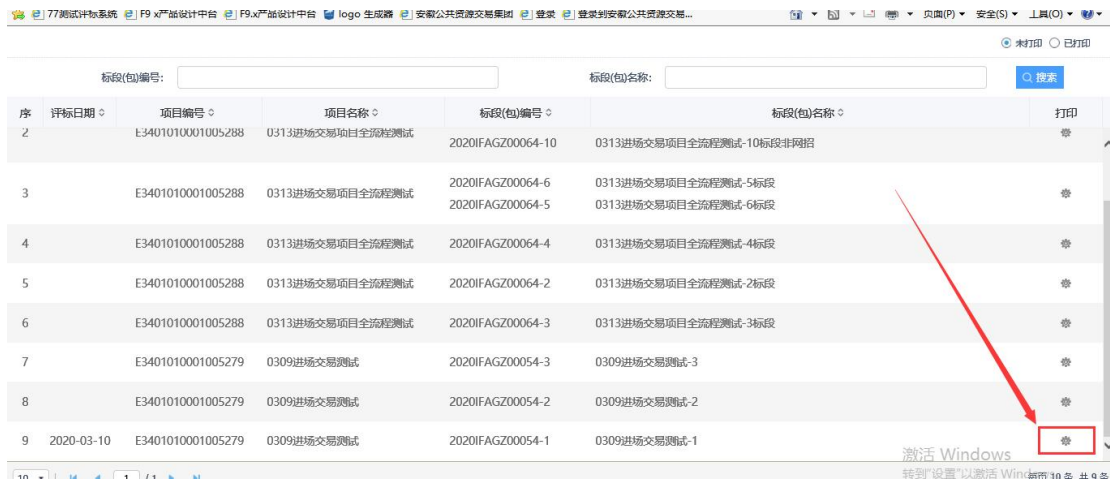 77测试评标系统 F9 x产品设计中台 F9.x产品设计中台 logo 生成器 安徽公共资源交易集团 登录 登录到安徽公共资源交易... 页面(P) 安全(S) 工具(O)
未打印 已打印
标段(包)编号: 标段(包)名称: 搜索
序 评标日期 项目编号 项目名称 标段(包)编号 标段(包)名称 打印
2 E3401010001005288 0313进场交易项目全流程测试 2020IFAGZ00064-10 0313进场交易项目全流程测试-10标段非网招
3 E3401010001005288 0313进场交易项目全流程测试 2020IFAGZ00064-6 0313进场交易项目全流程测试-5标段
2020IFAGZ00064-5 0313进场交易项目全流程测试-6标段
4 E3401010001005288 0313进场交易项目全流程测试 2020IFAGZ00064-4 0313进场交易项目全流程测试-4标段
5 E3401010001005288 0313进场交易项目全流程测试 2020IFAGZ00064-2 0313进场交易项目全流程测试-2标段
6 E3401010001005288 0313进场交易项目全流程测试 2020IFAGZ00064-3 0313进场交易项目全流程测试-3标段
7 E3401010001005279 0309进场交易测试 2020IFAGZ00054-3 0309进场交易测试-3
8 E3401010001005279 0309进场交易测试 2020IFAGZ00054-2 0309进场交易测试-2
9 2020-03-10 E3401010001005279 0309进场交易测试 2020IFAGZ00054-1 0309进场交易测试-1
激活 Windows
转到"设置"以激活 Win
10 1 / 1 每页 10 条 共 9 条